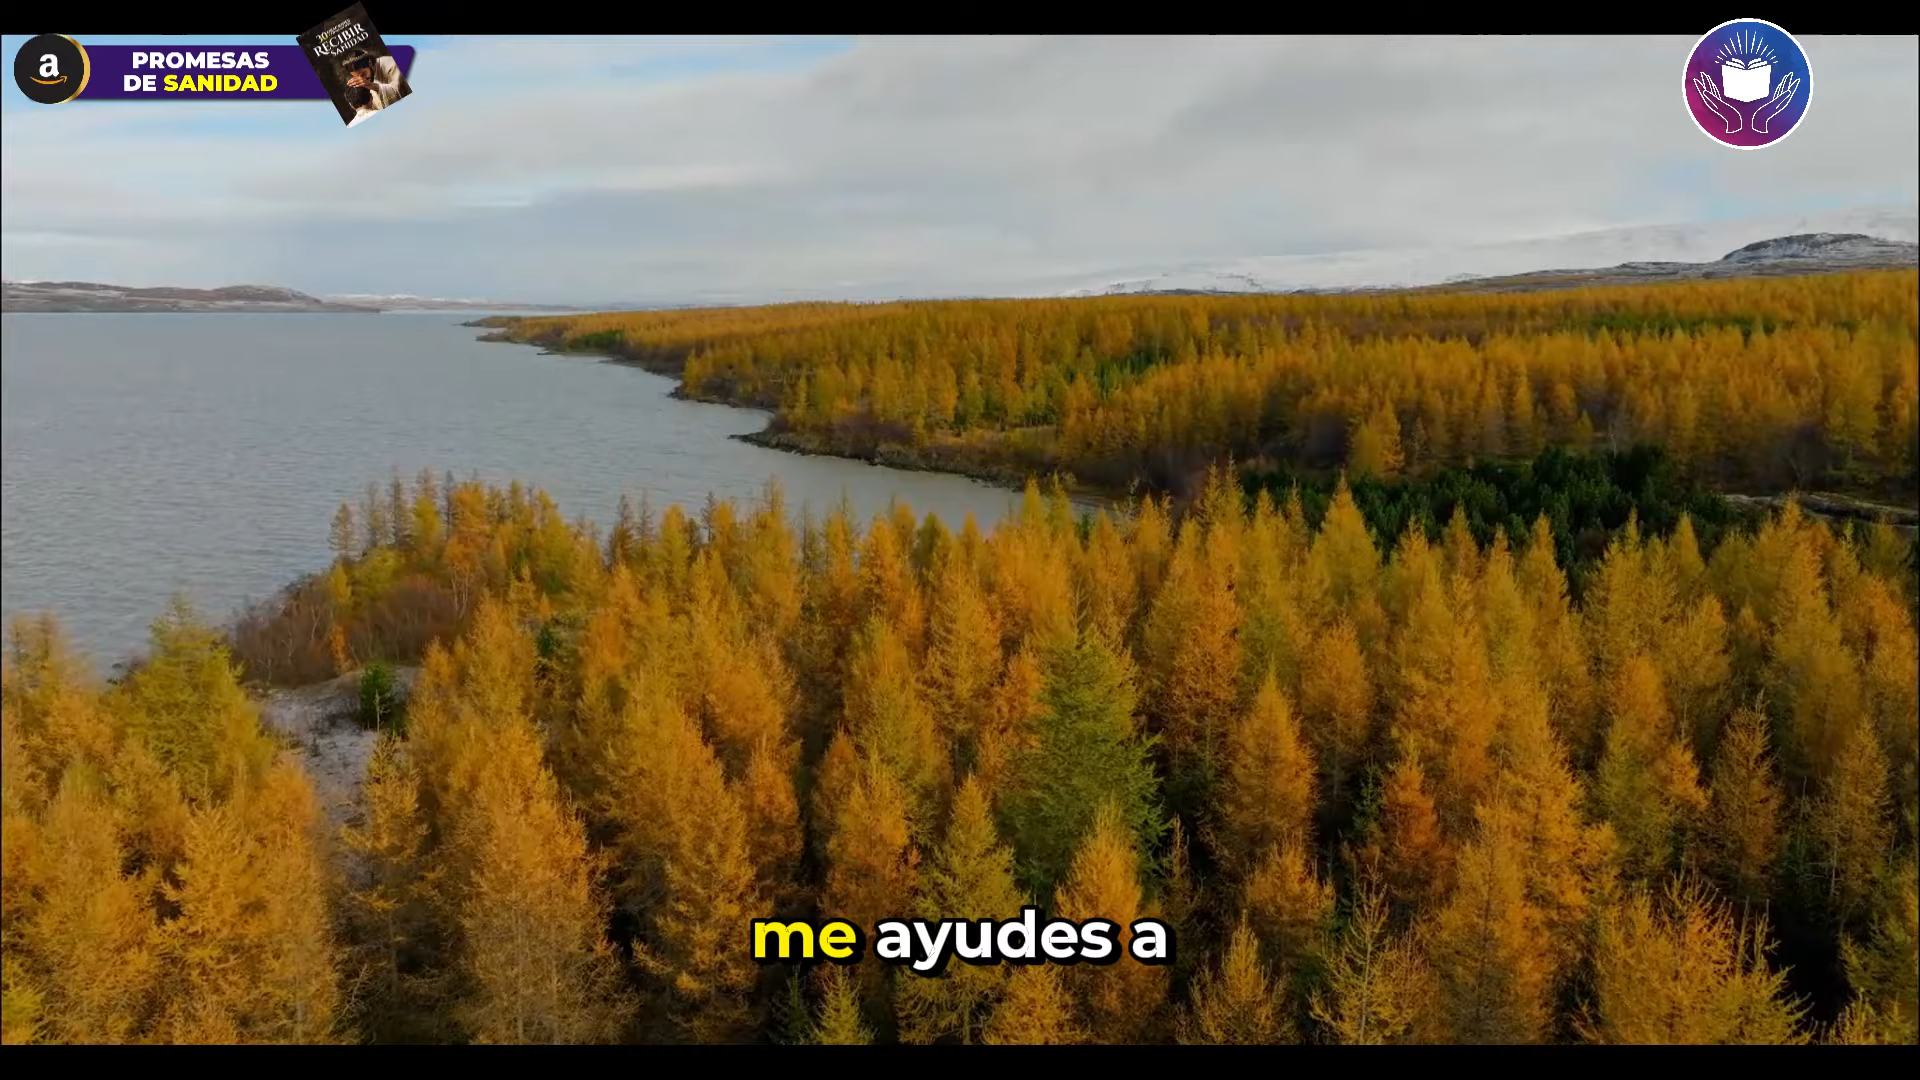 a
PROMESAS
DE SANIDAD
RECIBIR
SANIDAD
me ayudes a